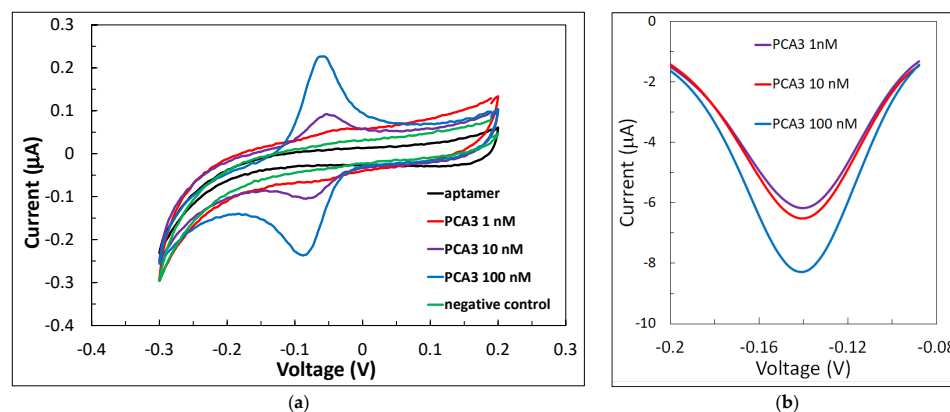 0.3
0.2
0.1
0
-0.1
-0.2
-0.3
-0.4
Current (µA)
-0.4 -0.3 -0.2 -0.1 0 0.1 0.2 0.3
Voltage (V)
aptamer
PCA3 1 nM
PCA3 10 nM
PCA3 100 nM
negative control
(a)
0
-2
-4
-6
-8
-10
Current (µA)
-0.2 -0.16 -0.12 -0.08
Voltage (V)
PCA3 1nM
PCA3 10 nM
PCA3 100 nM
(b)